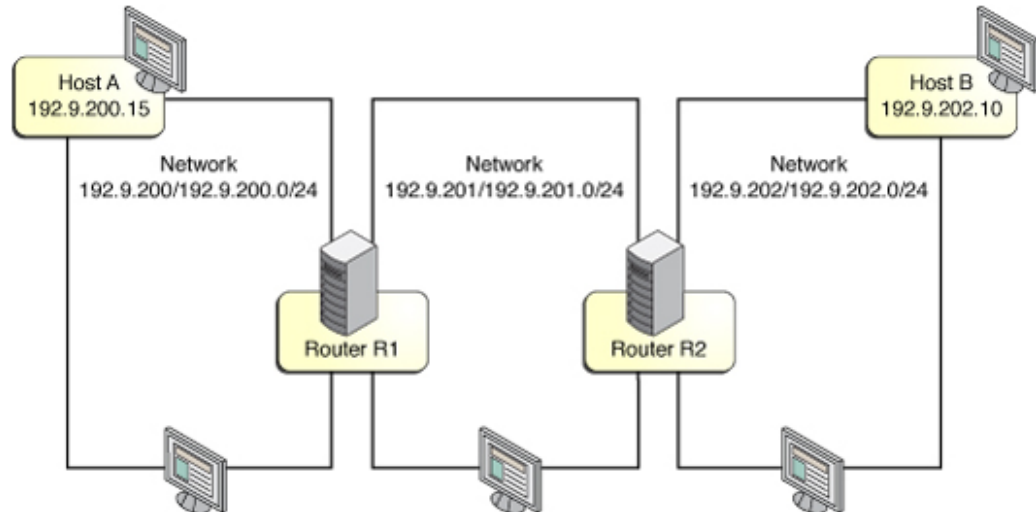 Host A
192.9.200.15
Host B
192.9.202.10
Network
192.9.200/192.9.200.0/24
Network
192.9.201/192.9.201.0/24
Network
192.9.202/192.9.202.0/24
Router R1
Router R2